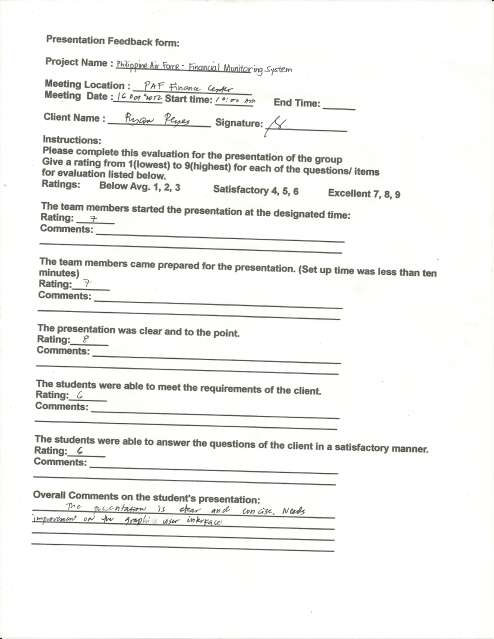 Presentation Feedback form:
Project Name : Philippine Air Force - Financial Monitoring System
Meeting Location : PAF Finance Center
Meeting Date : 16 Oct 2012 Start time: 10:00 AM End Time:
Client Name : Ryan Reyes Signature:
Instructions:
Please complete this evaluation for the presentation of the group
Give a rating from 1(lowest) to 9(highest) for each of the questions/ items
for evaluation listed below.
Ratings: Below Avg. 1, 2, 3 Satisfactory 4, 5, 6 Excellent 7, 8, 9
The team members started the presentation at the designated time:
Rating: 7
Comments:
The team members came prepared for the presentation. (Set up time was less than ten
minutes)
Rating: 7
Comments:
The presentation was clear and to the point.
Rating: 8
Comments:
The students were able to meet the requirements of the client.
Rating: 6
Comments:
The students were able to answer the questions of the client in a satisfactory manner.
Rating: 6
Comments:
Overall Comments on the student's presentation:
The presentation is clear and concise. Needs
improvement on the graphic user interface